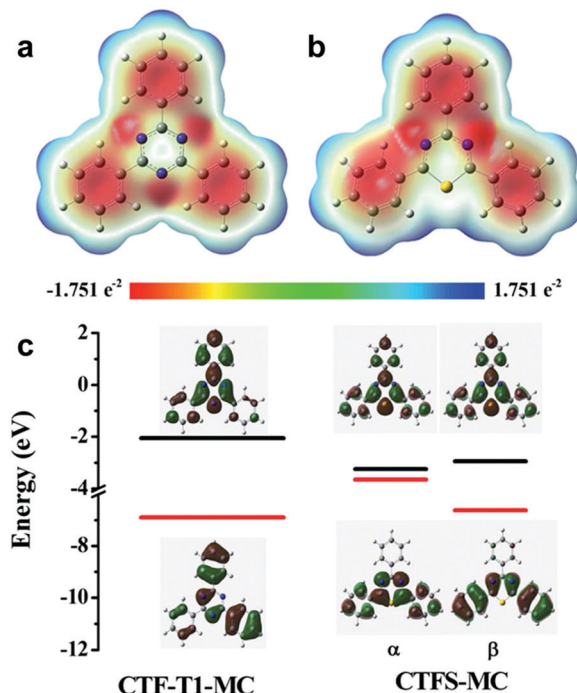 a
b
-1.751 e⁻²
1.751 e⁻²
c
Energy (eV)
2
0
-2
-4
-8
-10
-12
α
β
CTF-T1-MC
CTFS-MC